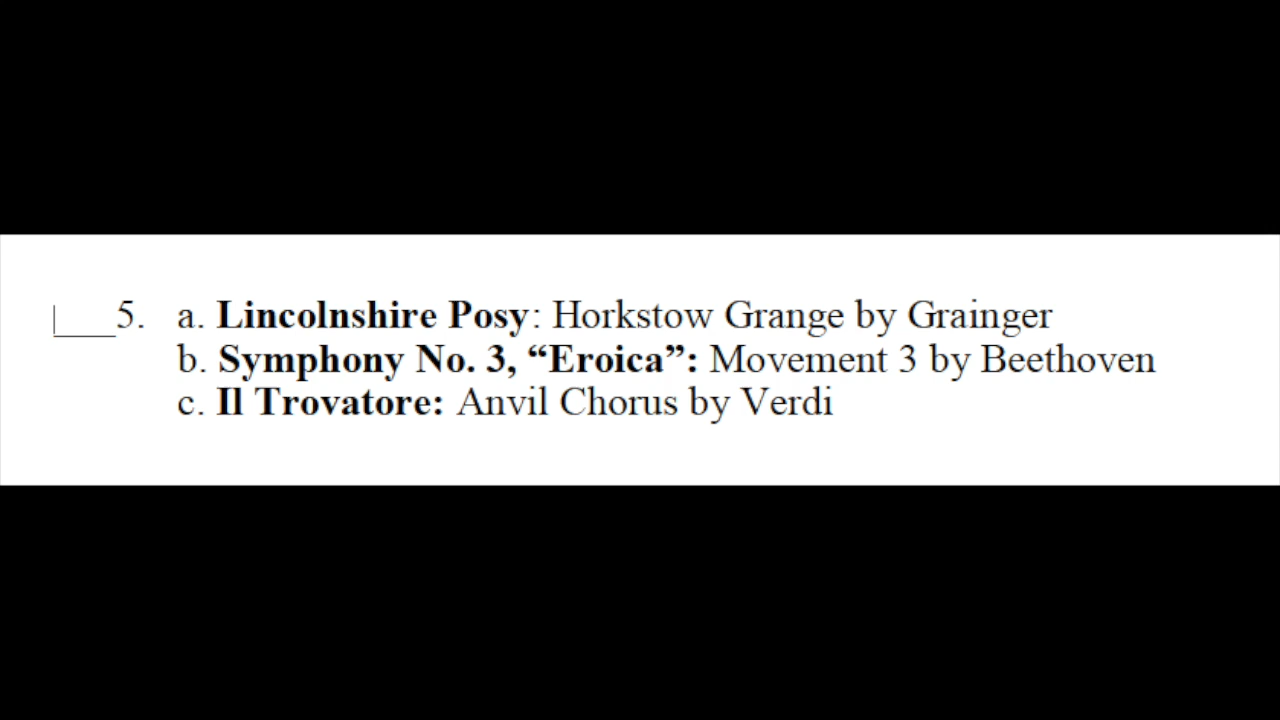 ____5. a. Lincolnshire Posy: Horkstow Grange by Grainger
b. Symphony No. 3, “Eroica”: Movement 3 by Beethoven
c. Il Trovatore: Anvil Chorus by Verdi